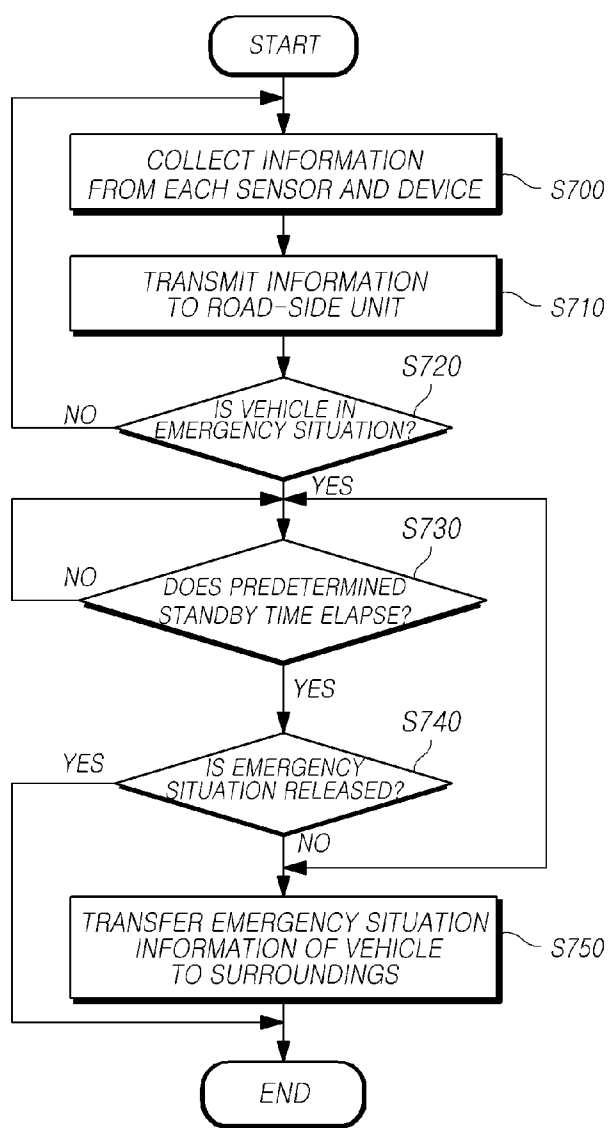 START
COLLECT INFORMATION
FROM EACH SENSOR AND DEVICE
S700
TRANSMIT INFORMATION
TO ROAD-SIDE UNIT
S710
S720
NO
IS VEHICLE IN
EMERGENCY SITUATION?
YES
S730
NO
DOES PREDETERMINED
STANDBY TIME ELAPSE?
YES
S740
YES
IS EMERGENCY
SITUATION RELEASED?
NO
TRANSFER EMERGENCY SITUATION
INFORMATION OF VEHICLE
TO SURROUNDINGS
S750
END